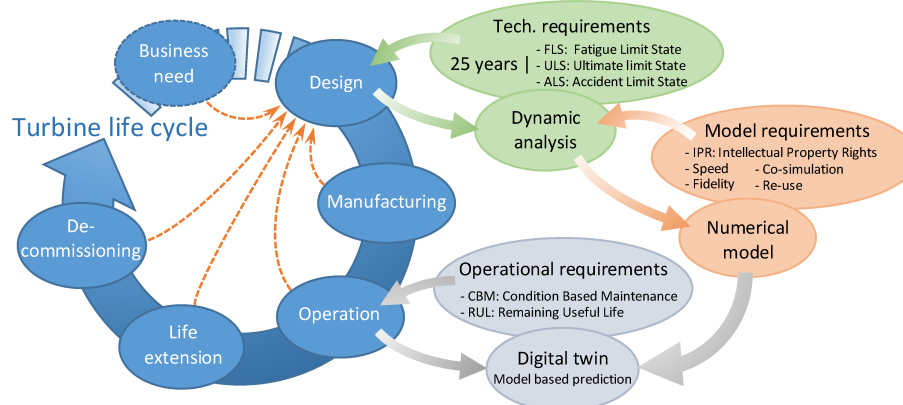 Business
need
Turbine life cycle
Design
Manufacturing
Operation
Life
extension
De-
commissioning
Tech. requirements
25 years |
- FLS: Fatigue Limit State
- ULS: Ultimate limit State
- ALS: Accident Limit State
Dynamic
analysis
Model requirements
- IPR: Intellectual Property Rights
- Speed - Co-simulation
- Fidelity - Re-use
Numerical
model
Operational requirements
- CBM: Condition Based Maintenance
- RUL: Remaining Useful Life
Digital twin
Model based prediction